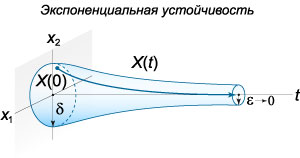 Экспоненциальная устойчивость
x₂
X(0)
X(t)
x₁
δ
ε→0
t